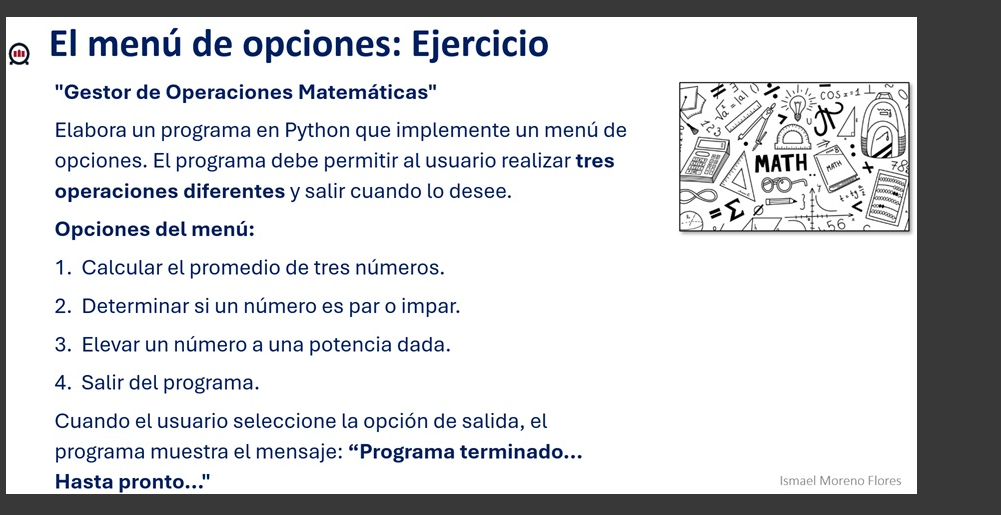 El menú de opciones: Ejercicio
"Gestor de Operaciones Matemáticas"
Elabora un programa en Python que implemente un menú de
opciones. El programa debe permitir al usuario realizar tres
operaciones diferentes y salir cuando lo desee.
Opciones del menú:
1. Calcular el promedio de tres números.
2. Determinar si un número es par o impar.
3. Elevar un número a una potencia dada.
4. Salir del programa.
Cuando el usuario seleccione la opción de salida, el
programa muestra el mensaje: “Programa terminado...
Hasta pronto..."
MATH
MATH
Ismael Moreno Flores